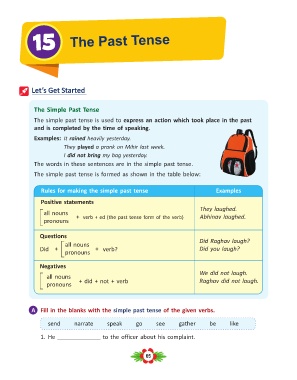 15
The Past Tense
Let's Get Started
The Simple Past Tense
The simple past tense is used to express an action which took place in the past
and is completed by the time of speaking.
Examples: It rained heavily yesterday.
They played a prank on Mihir last week.
I did not bring my bag yesterday.
The words in these sentences are in the simple past tense.
The simple past tense is formed as shown in the table below:
Rules for making the simple past tense Examples
Positive statements
all nouns
pronouns + verb + ed (the past tense form of the verb)
They laughed.
Abhinav laughed.
Questions
Did + all nouns
pronouns + verb?
Did Raghav laugh?
Did you laugh?
Negatives
all nouns
pronouns + did + not + verb
We did not laugh.
Raghav did not laugh.
A Fill in the blanks with the simple past tense of the given verbs.
send narrate speak go see gather be like
1. He ______________ to the officer about his complaint.
65